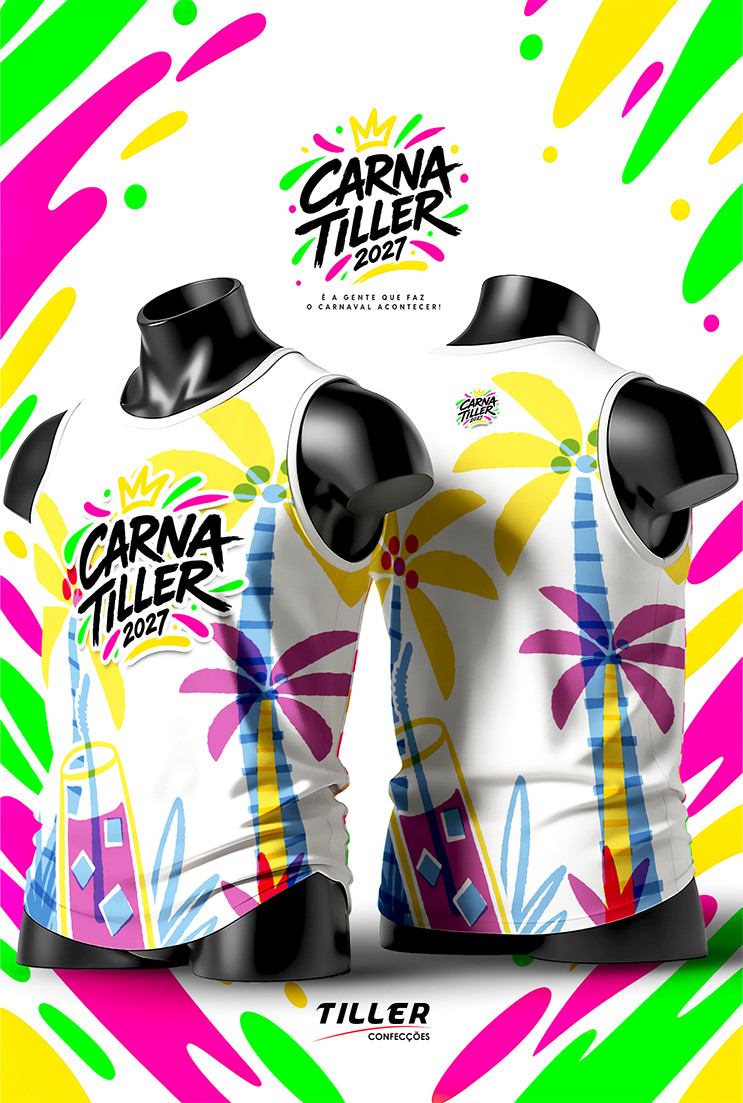 CARNA
TILLER
2027
É A GENTE QUE FAZ
O CARNAVAL ACONTECER!
CARNA
TILLER
2027
CARNA
TILLER
2027
TILLER
CONFECÇÕES